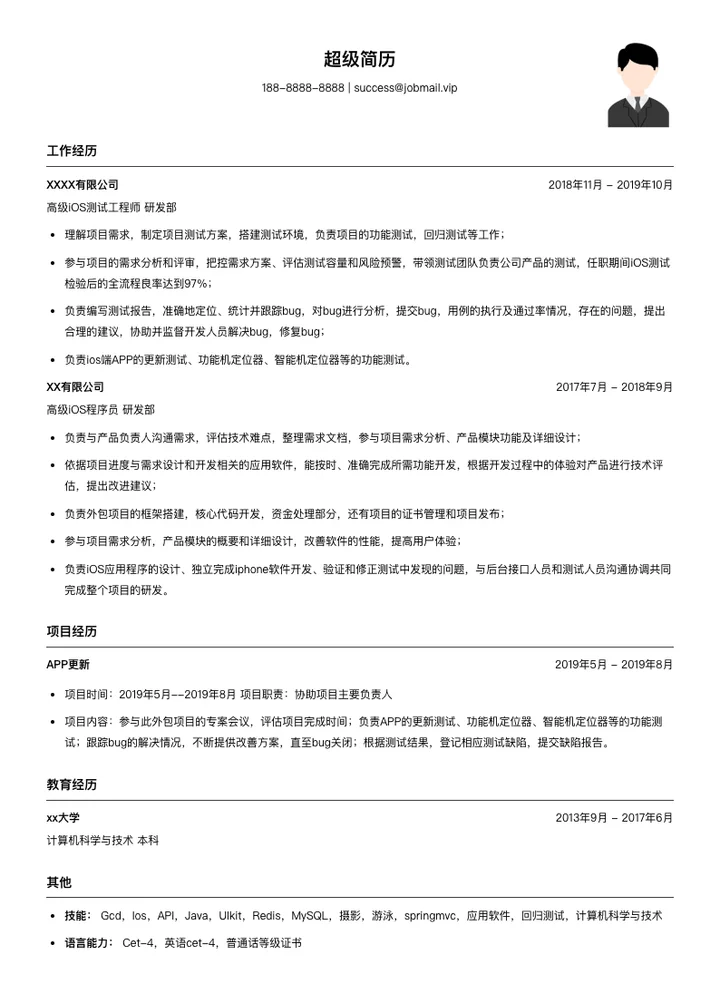 超级简历
188-8888-8888 | success@jobmail.vip
工作经历
XXXX有限公司 2018年11月 - 2019年10月
高级iOS测试工程师 研发部
• 理解项目需求，制定项目测试方案，搭建测试环境，负责项目的功能测试，回归测试等工作；
• 参与项目的需求分析和评审，把控需求方案、评估测试容量和风险预警，带领测试团队负责公司产品的测试，任职期间iOS测试
检验后的全流程良率达到97%；
• 负责编写测试报告，准确地定位、统计并跟踪bug，对bug进行分析，提交bug，用例的执行及通过率情况，存在的问题，提出
合理的建议，协助并监督开发人员解决bug，修复bug；
• 负责ios端APP的更新测试、功能机定位器、智能机定位器等的功能测试。
XX有限公司 2017年7月 - 2018年9月
高级iOS程序员 研发部
• 负责与产品负责人沟通需求，评估技术难点，整理需求文档，参与项目需求分析、产品模块功能及详细设计；
• 依据项目进度与需求设计和开发相关的应用软件，能按时、准确完成所需功能开发，根据开发过程中的体验对产品进行技术评
估，提出改进建议；
• 负责外包项目的框架搭建，核心代码开发，资金处理部分，还有项目的证书管理和项目发布；
• 参与项目需求分析，产品模块的概要和详细设计，改善软件的性能，提高用户体验；
• 负责iOS应用程序的设计、独立完成iphone软件开发、验证和修正测试中发现的问题，与后台接口人员和测试人员沟通协调共同
完成整个项目的研发。
项目经历
APP更新 2019年5月 - 2019年8月
• 项目时间：2019年5月--2019年8月 项目职责：协助项目主要负责人
• 项目内容：参与此外包项目的专案会议，评估项目完成时间；负责APP的更新测试、功能机定位器、智能机定位器等的功能测
试；跟踪bug的解决情况，不断提供改善方案，直至bug关闭；根据测试结果，登记相应测试缺陷，提交缺陷报告。
教育经历
xx大学 2013年9月 - 2017年6月
计算机科学与技术 本科
其他
• 技能： Gcd，Ios，API，Java，UIkit，Redis，MySQL，摄影，游泳，springmvc，应用软件，回归测试，计算机科学与技术
• 语言能力： Cet-4，英语cet-4，普通话等级证书